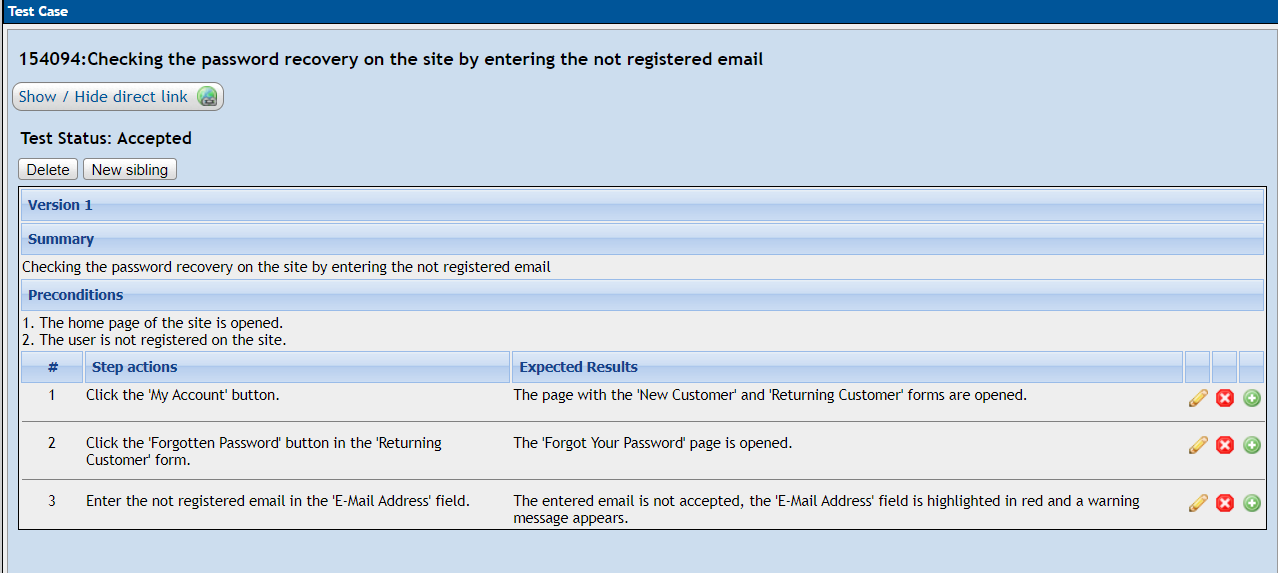 Test Case
154094:Checking the password recovery on the site by entering the not registered email
Show / Hide direct link
Test Status: Accepted
Delete New sibling
Version 1
Summary
Checking the password recovery on the site by entering the not registered email
Preconditions
1. The home page of the site is opened.
2. The user is not registered on the site.
# Step actions Expected Results
1 Click the 'My Account' button. The page with the 'New Customer' and 'Returning Customer' forms are opened.
2 Click the 'Forgotten Password' button in the 'Returning The 'Forgot Your Password' page is opened.
Customer' form.
3 Enter the not registered email in the 'E-Mail Address' field. The entered email is not accepted, the 'E-Mail Address' field is highlighted in red and a warning
message appears.